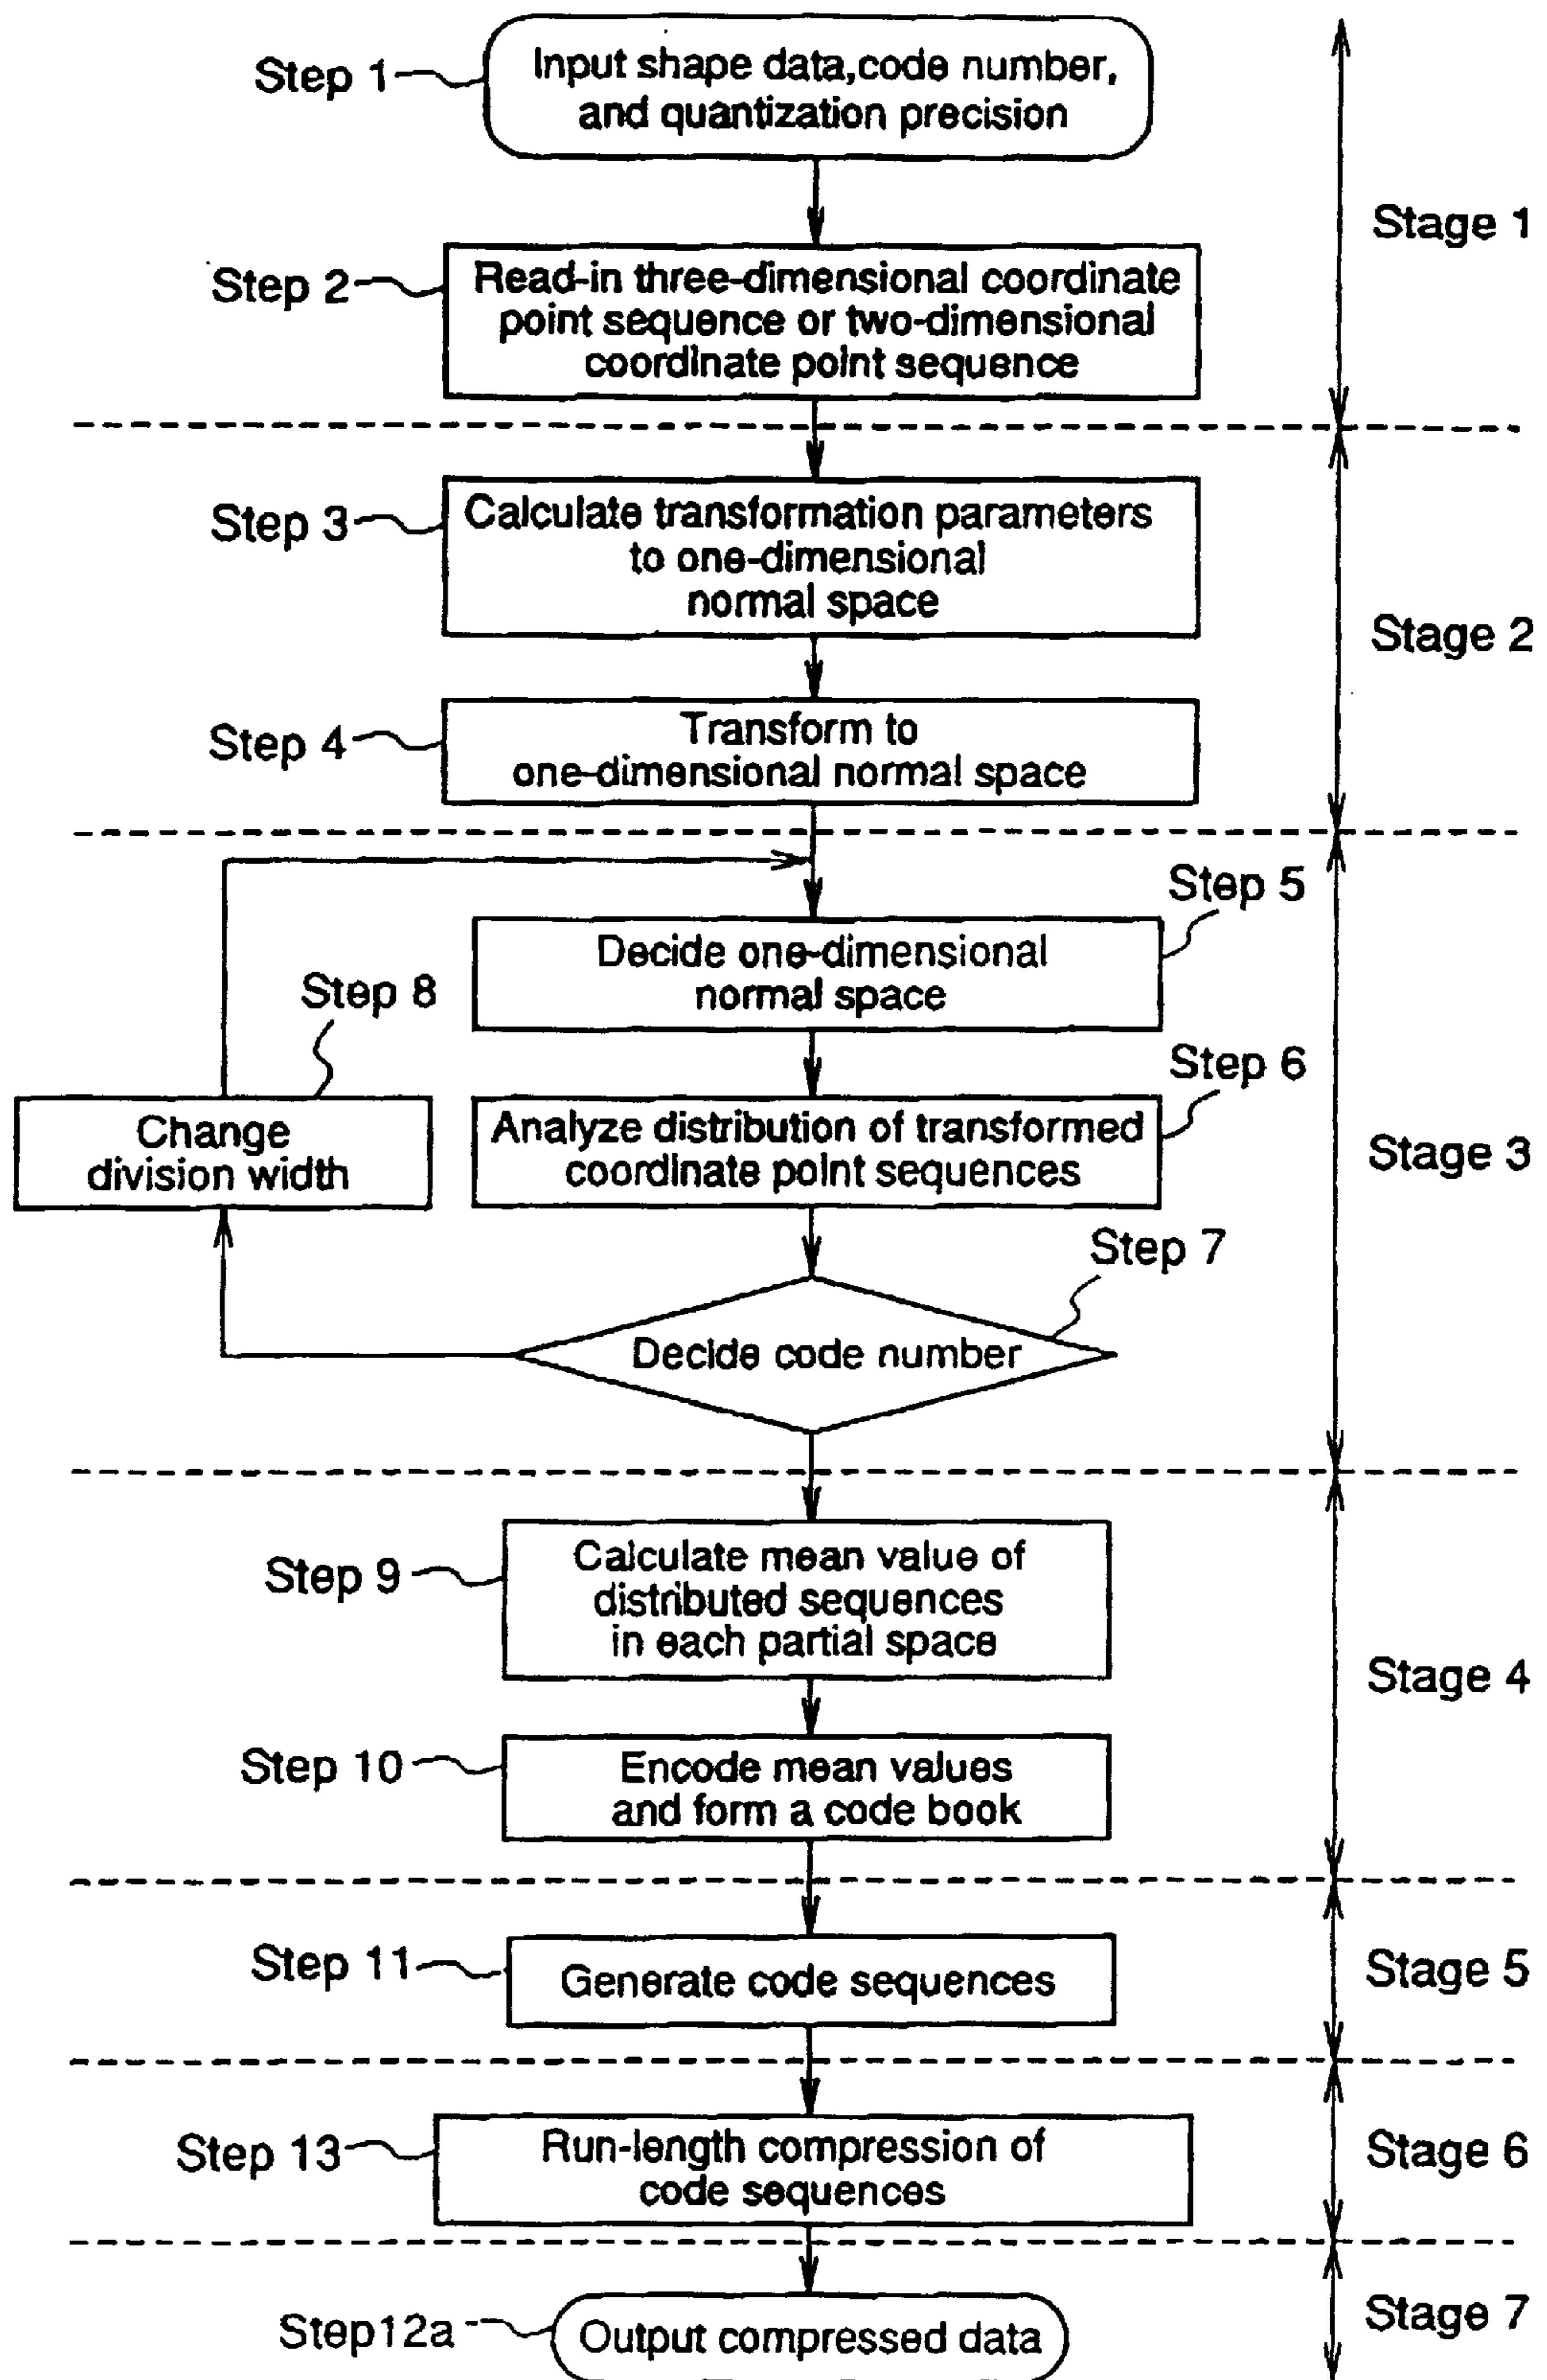 Step 1
Input shape data,code number,
and quantization precision
Stage 1
Step 2
Read-in three-dimensional coordinate
point sequence or two-dimensional
coordinate point sequence
Step 3
Calculate transformation parameters
to one-dimensional
normal space
Stage 2
Step 4
Transform to
one-dimensional normal space
Step 5
Decide one-dimensional
normal space
Step 8
Step 6
Change
division width
Analyze distribution of transformed
coordinate point sequences
Stage 3
Step 7
Decide code number
Step 9
Calculate mean value of
distributed sequences
in each partial space
Stage 4
Step 10
Encode mean values
and form a code book
Step 11
Generate code sequences
Stage 5
Step 13
Run-length compression of
code sequences
Stage 6
Step12a
Output compressed data
Stage 7